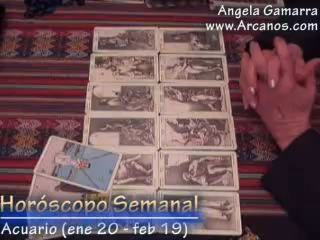 Angela Gamarra
www.Arcanos.com
Horóscopo Semanal
Acuario (ene 20 - feb 19)